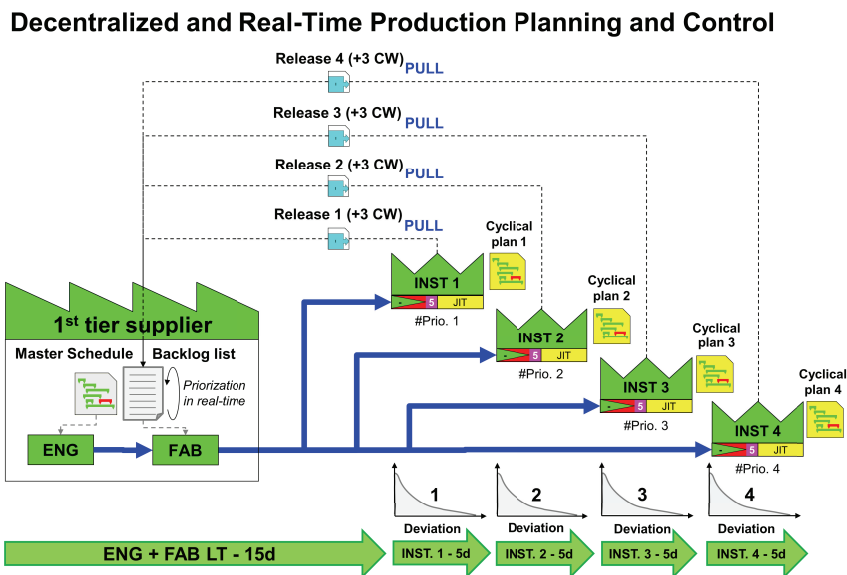 Decentralized and Real-Time Production Planning and Control
Release 4 (+3 CW)
PULL
Release 3 (+3 CW)
PULL
Release 2 (+3 CW)
PULL
Release 1 (+3 CW)
PULL
Cyclical
plan 1
INST 1
- 5 JIT
#Prio. 1
Cyclical
plan 2
INST 2
- 5 JIT
#Prio. 2
Cyclical
plan 3
INST 3
- 5 JIT
#Prio. 3
Cyclical
plan 4
INST 4
- 5 JIT
#Prio. 4
1st tier supplier
Master Schedule
Backlog list
Priorization
in real-time
ENG
FAB
1
2
3
4
Deviation
Deviation
Deviation
Deviation
ENG + FAB LT - 15d
INST. 1 - 5d
INST. 2 - 5d
INST. 3 - 5d
INST. 4 - 5d